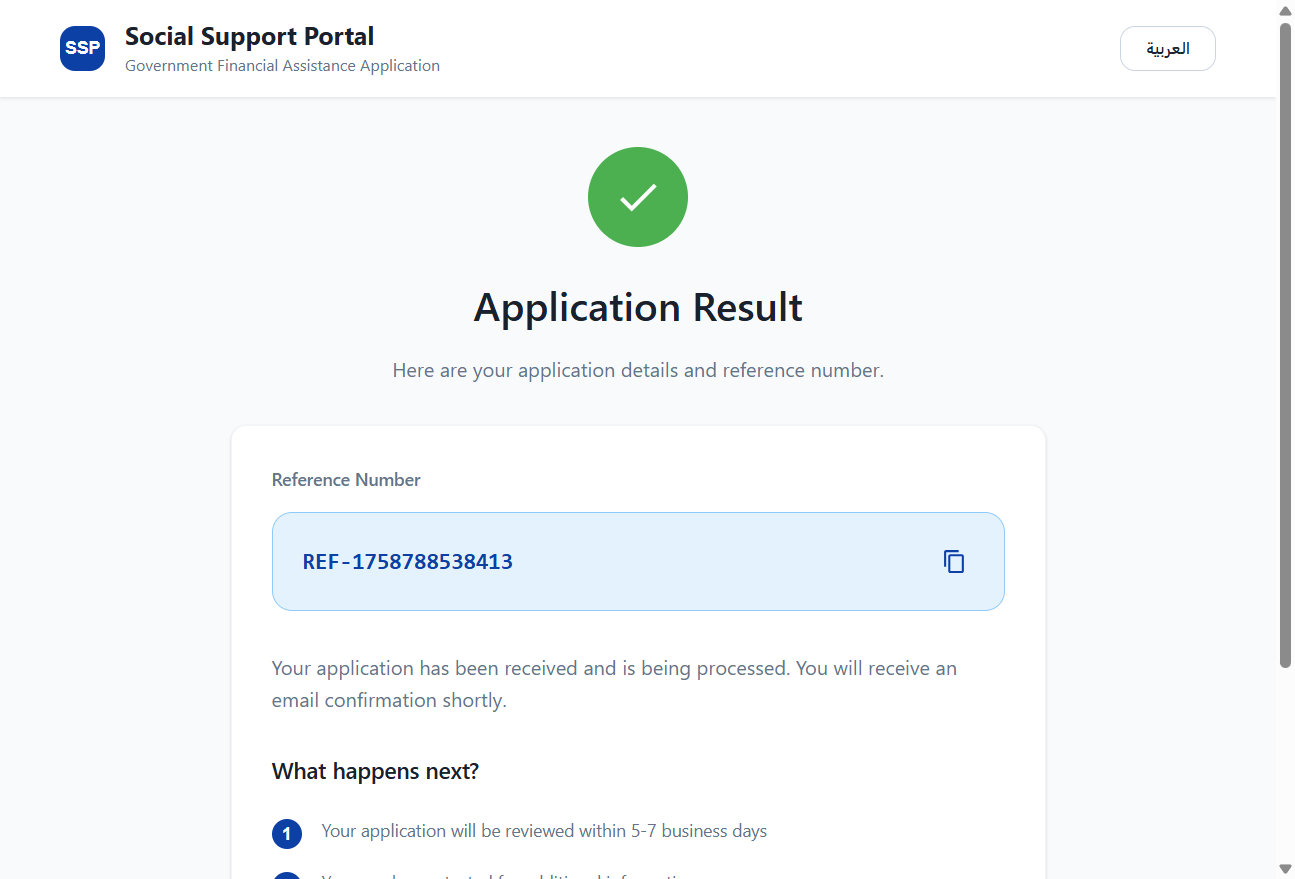 SSP
Social Support Portal
Government Financial Assistance Application
العربية
Application Result
Here are your application details and reference number.
Reference Number
REF-1758788538413
Your application has been received and is being processed. You will receive an
email confirmation shortly.
What happens next?
1 Your application will be reviewed within 5-7 business days